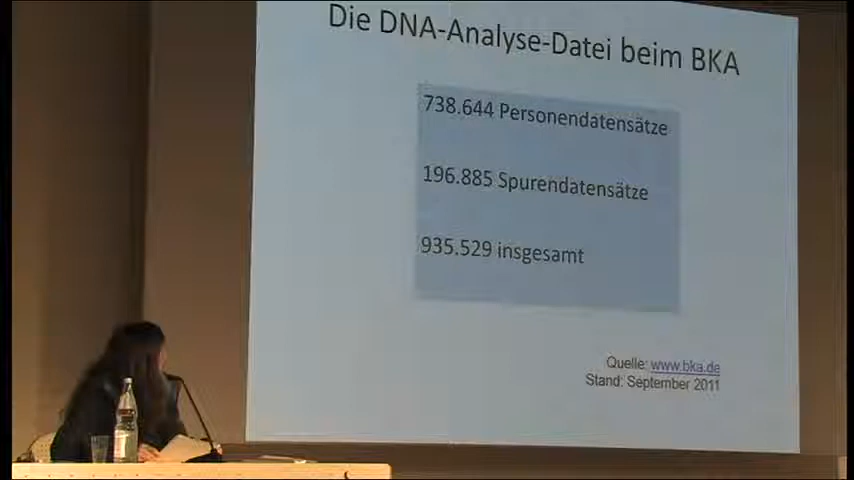 Die DNA-Analyse-Datei beim BKA
738.644 Personendatensätze
196.885 Spurendatensätze
935.529 insgesamt
Quelle: www.bka.de
Stand: September 2011